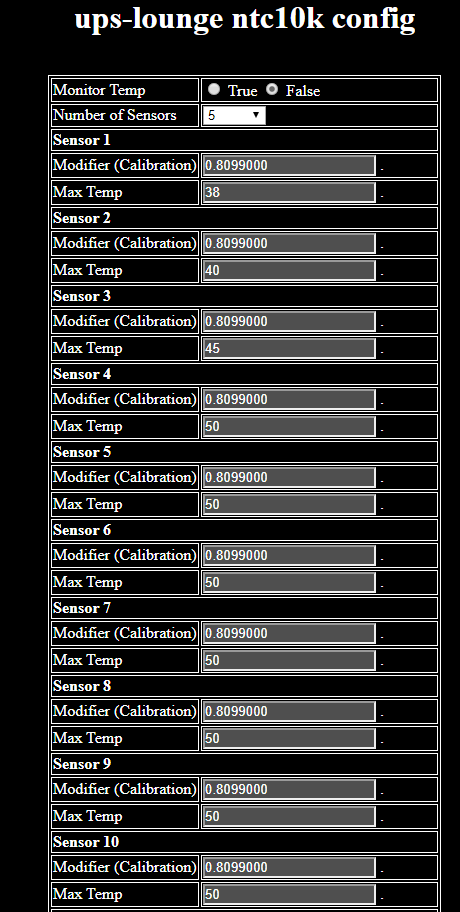 ups-lounge ntc10k config
Monitor Temp True False
Number of Sensors 5
Sensor 1
Modifier (Calibration) 0.8099000 .
Max Temp 38 .
Sensor 2
Modifier (Calibration) 0.8099000 .
Max Temp 40 .
Sensor 3
Modifier (Calibration) 0.8099000 .
Max Temp 45 .
Sensor 4
Modifier (Calibration) 0.8099000 .
Max Temp 50 .
Sensor 5
Modifier (Calibration) 0.8099000 .
Max Temp 50 .
Sensor 6
Modifier (Calibration) 0.8099000 .
Max Temp 50 .
Sensor 7
Modifier (Calibration) 0.8099000 .
Max Temp 50 .
Sensor 8
Modifier (Calibration) 0.8099000 .
Max Temp 50 .
Sensor 9
Modifier (Calibration) 0.8099000 .
Max Temp 50 .
Sensor 10
Modifier (Calibration) 0.8099000 .
Max Temp 50 .